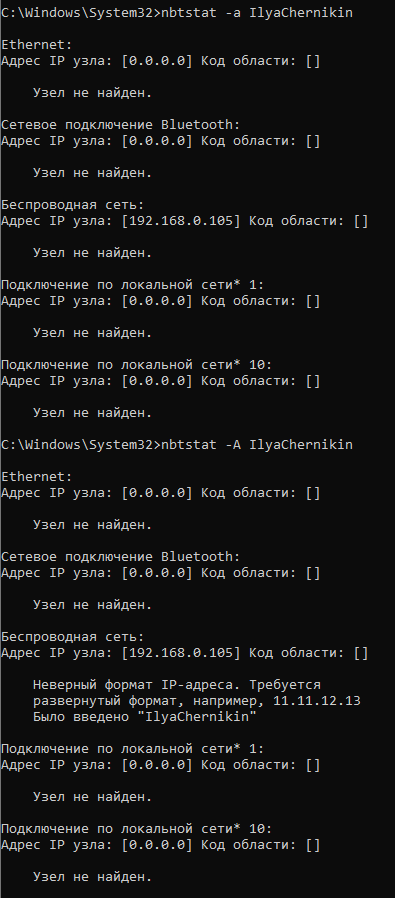 C:\Windows\System32>nbtstat -a IlyaChernikin
Ethernet:
Адрес IP узла: [0.0.0.0] Код области: []
Узел не найден.
Сетевое подключение Bluetooth:
Адрес IP узла: [0.0.0.0] Код области: []
Узел не найден.
Беспроводная сеть:
Адрес IP узла: [192.168.0.105] Код области: []
Узел не найден.
Подключение по локальной сети* 1:
Адрес IP узла: [0.0.0.0] Код области: []
Узел не найден.
Подключение по локальной сети* 10:
Адрес IP узла: [0.0.0.0] Код области: []
Узел не найден.
C:\Windows\System32>nbtstat -A IlyaChernikin
Ethernet:
Адрес IP узла: [0.0.0.0] Код области: []
Узел не найден.
Сетевое подключение Bluetooth:
Адрес IP узла: [0.0.0.0] Код области: []
Узел не найден.
Беспроводная сеть:
Адрес IP узла: [192.168.0.105] Код области: []
Неверный формат IP-адреса. Требуется
развернутый формат, например, 11.11.12.13
Было введено "IlyaChernikin"
Подключение по локальной сети* 1:
Адрес IP узла: [0.0.0.0] Код области: []
Узел не найден.
Подключение по локальной сети* 10:
Адрес IP узла: [0.0.0.0] Код области: []
Узел не найден.